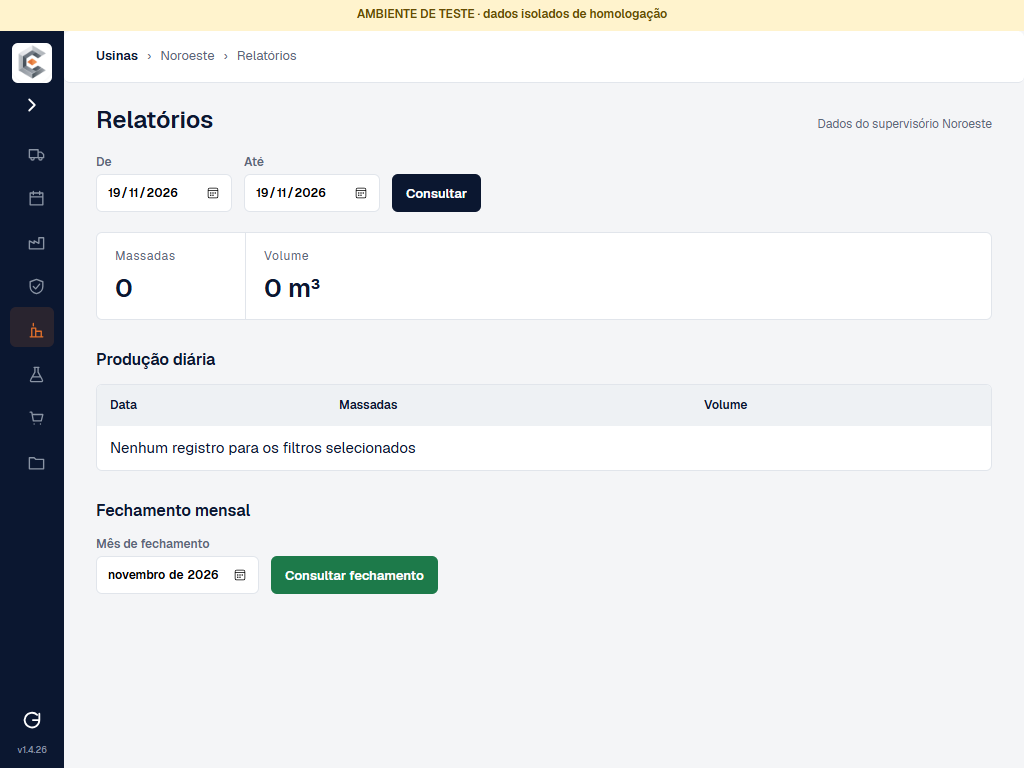 AMBIENTE DE TESTE · dados isolados de homologação
Usinas › Noroeste › Relatórios
Relatórios
Dados do supervisório Noroeste
De
Até
19/11/2026
19/11/2026
Consultar
Massadas
Volume
0
0 m³
Produção diária
Data Massadas Volume
Nenhum registro para os filtros selecionados
Fechamento mensal
Mês de fechamento
novembro de 2026
Consultar fechamento
v1.4.26